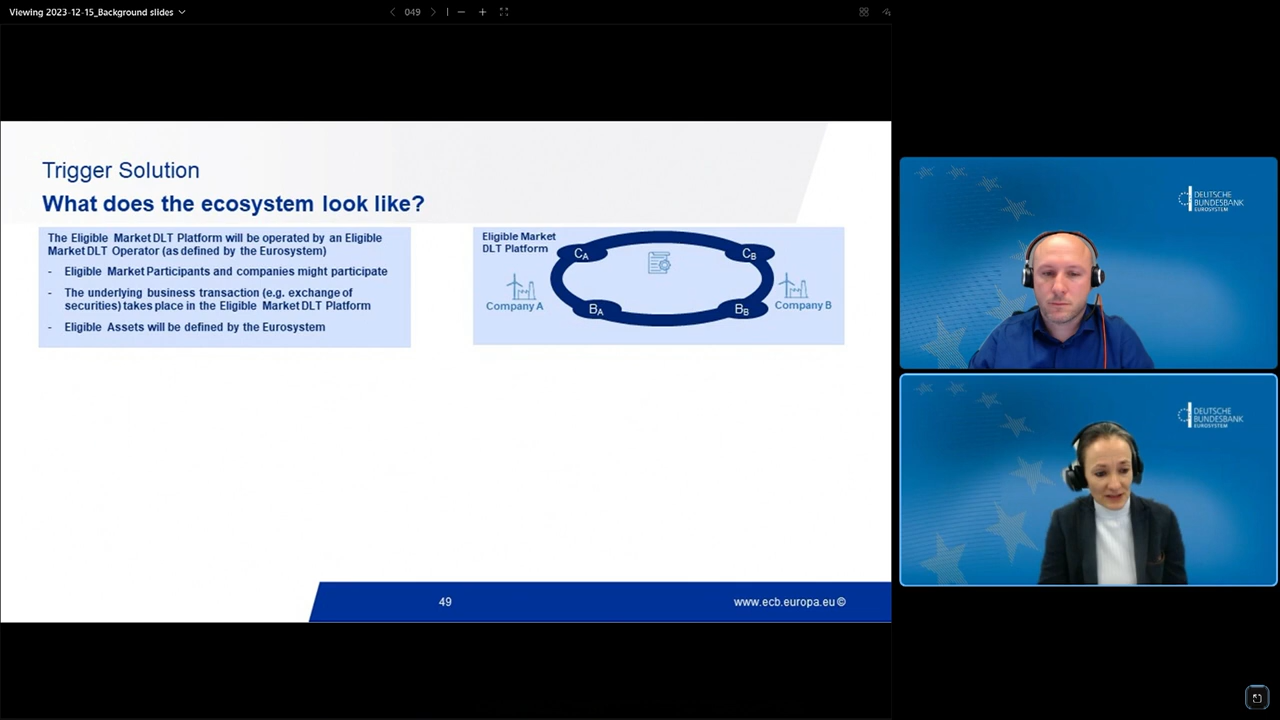 Viewing 2023-12-15_Background slides
049
Trigger Solution
What does the ecosystem look like?
The Eligible Market DLT Platform will be operated by an Eligible
Market DLT Operator (as defined by the Eurosystem)
- Eligible Market Participants and companies might participate
- The underlying business transaction (e.g. exchange of
securities) takes place in the Eligible Market DLT Platform
- Eligible Assets will be defined by the Eurosystem
Eligible Market
DLT Platform
CA
CB
Company A
Company B
BA
BB
49
www.ecb.europa.eu ©
DEUTSCHE
BUNDESBANK
EUROSYSTEM
DEUTSCHE
BUNDESBANK
EUROSYSTEM